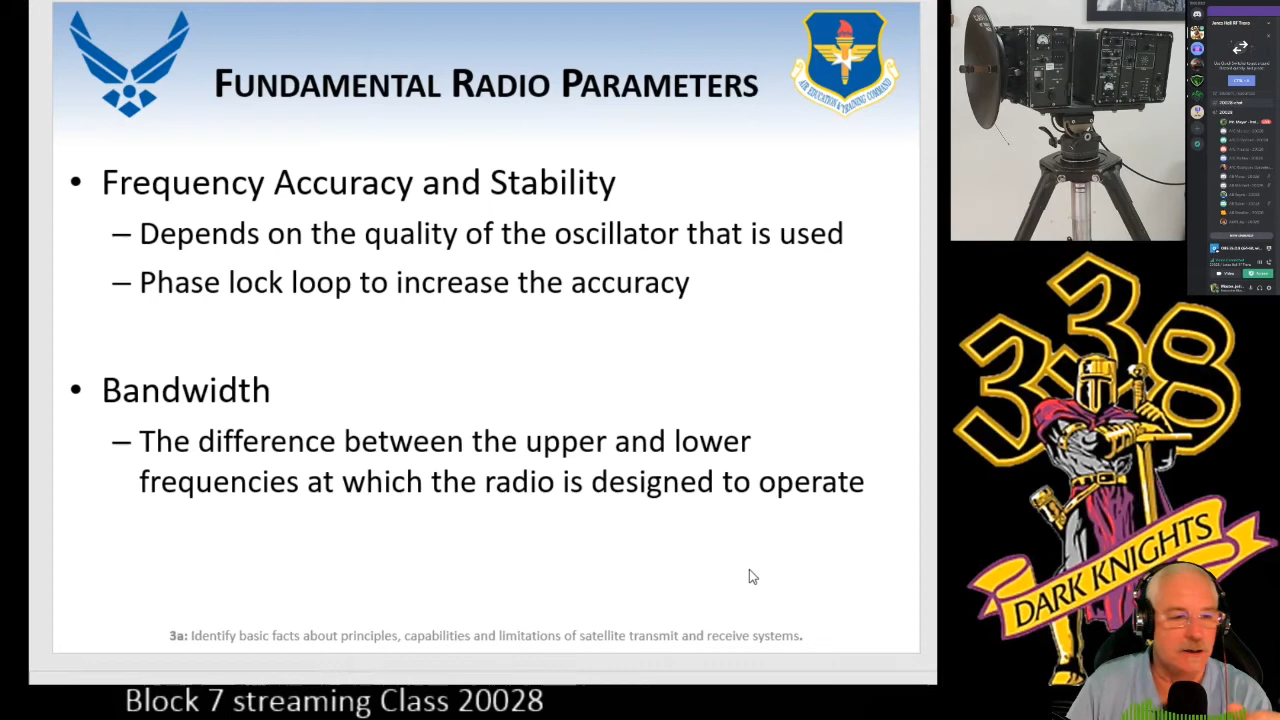 FUNDAMENTAL RADIO PARAMETERS
AIR EDUCATION & TRAINING COMMAND
• Frequency Accuracy and Stability
– Depends on the quality of the oscillator that is used
– Phase lock loop to increase the accuracy
• Bandwidth
– The difference between the upper and lower
frequencies at which the radio is designed to operate
3a: Identify basic facts about principles, capabilities and limitations of satellite transmit and receive systems.
Block 7 streaming Class 20028
338
DARK KNIGHTS
20028 chat
20028